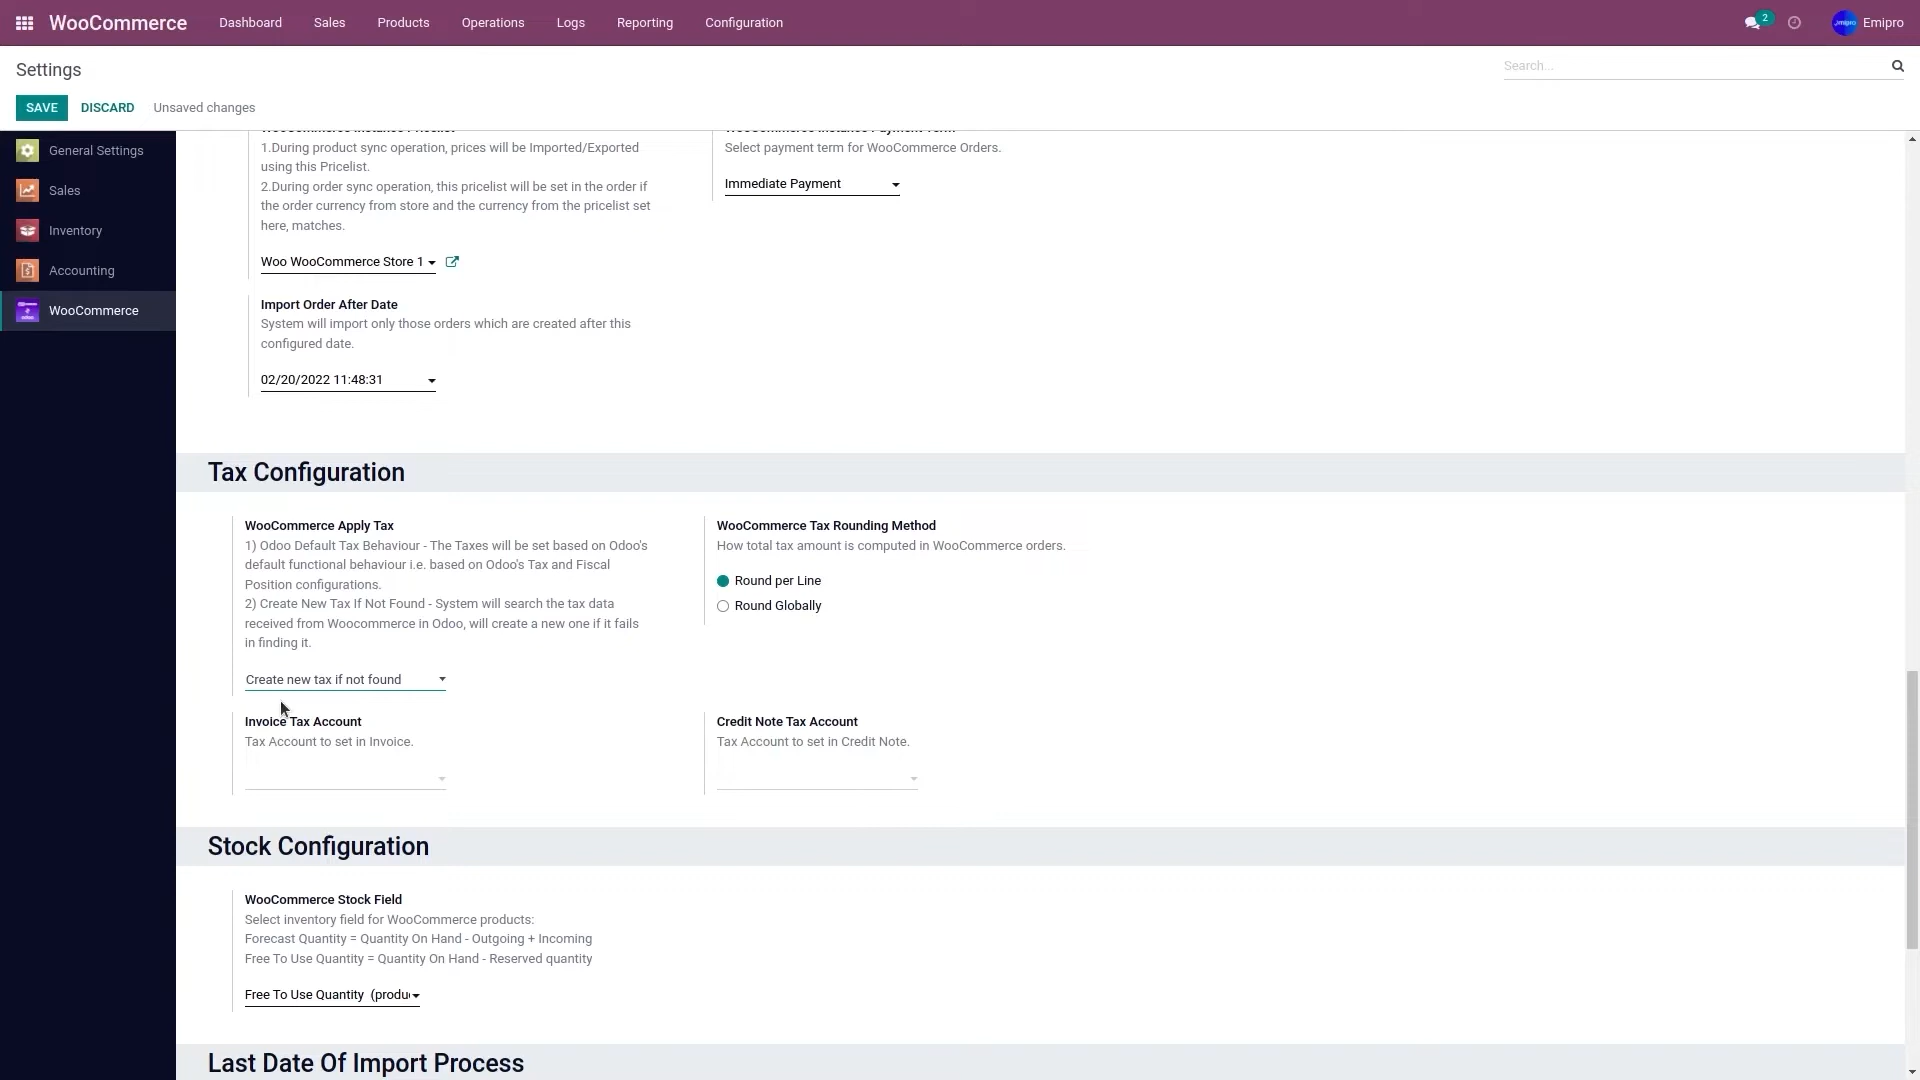 WooCommerce Dashboard Sales Products Operations Logs Reporting Configuration 2 Emipro
Settings
Search...
SAVE DISCARD Unsaved changes
General Settings
Sales
Inventory
Accounting
WooCommerce
1.During product sync operation, prices will be Imported/Exported
using this Pricelist.
2.During order sync operation, this pricelist will be set in the order if
the order currency from store and the currency from the pricelist set
here, matches.
Woo WooCommerce Store 1
Select payment term for WooCommerce Orders.
Immediate Payment
Import Order After Date
System will import only those orders which are created after this
configured date.
02/20/2022 11:48:31
Tax Configuration
WooCommerce Apply Tax
1) Odoo Default Tax Behaviour - The Taxes will be set based on Odoo's
default functional behaviour i.e. based on Odoo's Tax and Fiscal
Position configurations.
2) Create New Tax If Not Found - System will search the tax data
received from Woocommerce in Odoo, will create a new one if it fails
in finding it.
Create new tax if not found
WooCommerce Tax Rounding Method
How total tax amount is computed in WooCommerce orders.
Round per Line
Round Globally
Invoice Tax Account
Tax Account to set in Invoice.
Credit Note Tax Account
Tax Account to set in Credit Note.
Stock Configuration
WooCommerce Stock Field
Select inventory field for WooCommerce products:
Forecast Quantity = Quantity On Hand - Outgoing + Incoming
Free To Use Quantity = Quantity On Hand - Reserved quantity
Free To Use Quantity (produ
Last Date Of Import Process